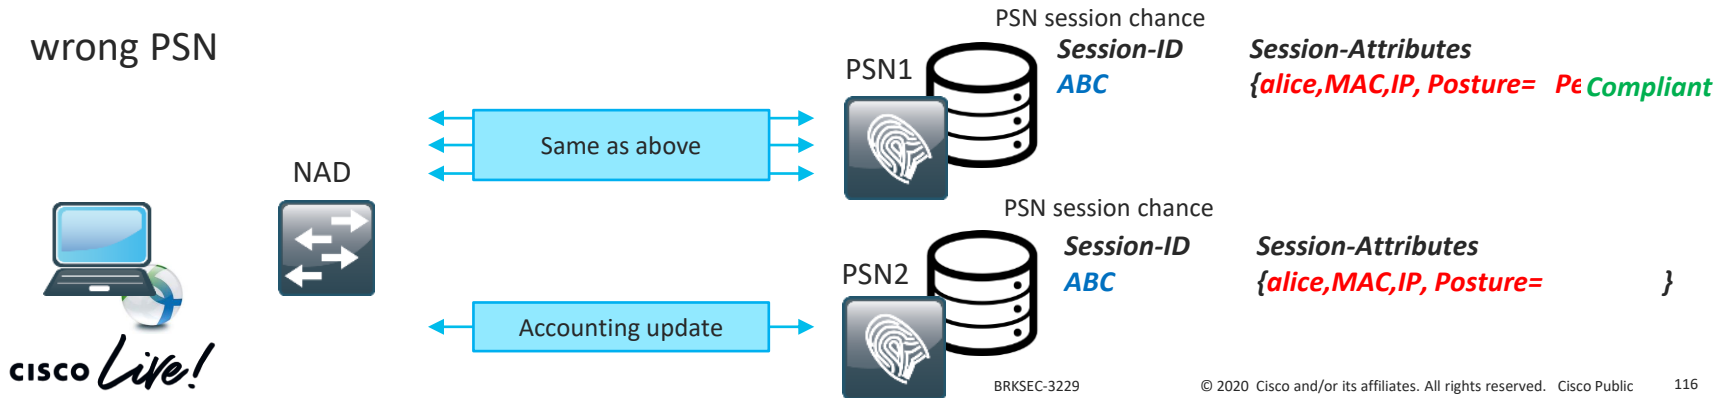 wrong PSN
NAD
Same as above
Accounting update
PSN session chance
PSN1
Session-ID Session-Attributes
ABC {alice,MAC,IP, Posture= Pe Compliant
PSN session chance
PSN2
Session-ID Session-Attributes
ABC {alice,MAC,IP, Posture= }
CISCO Live!
BRKSEC-3229 © 2020 Cisco and/or its affiliates. All rights reserved. Cisco Public 116